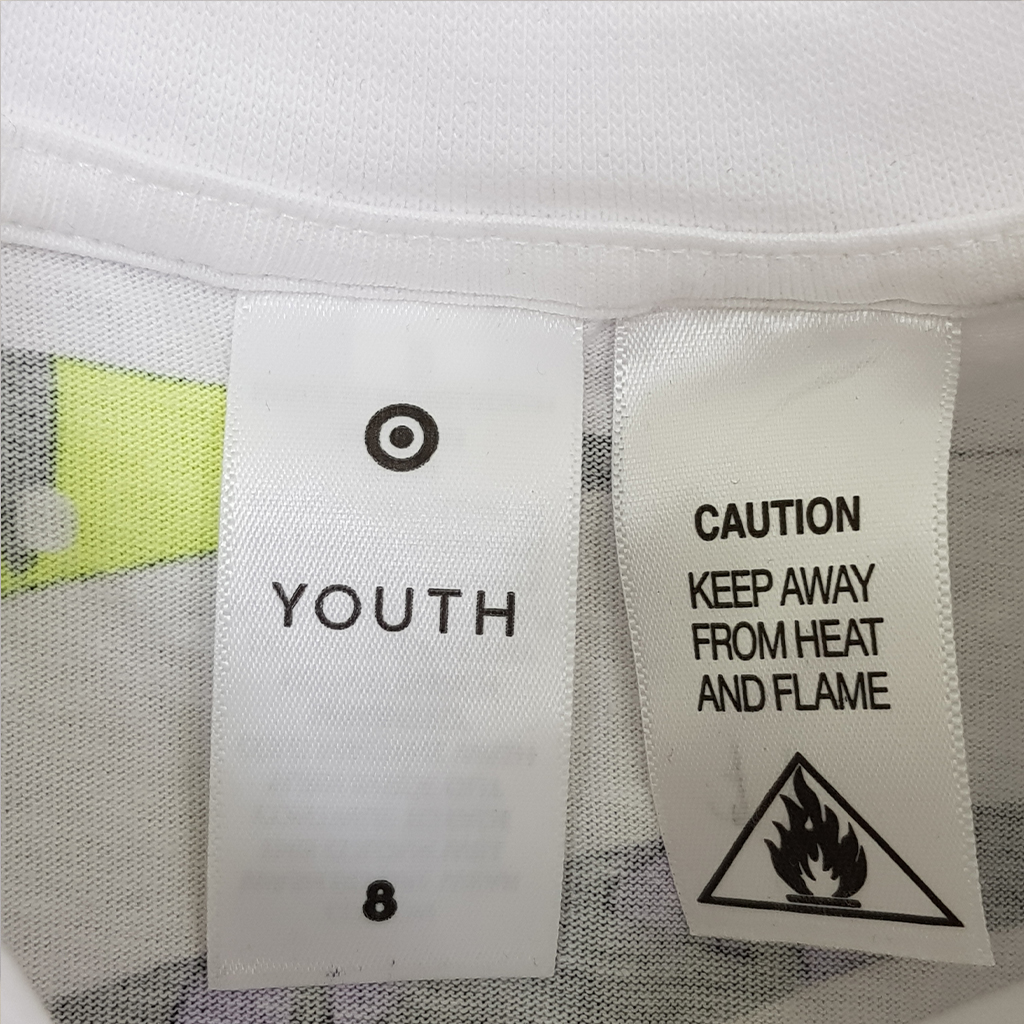 YOUTH
8
CAUTION
KEEP AWAY
FROM HEAT
AND FLAME